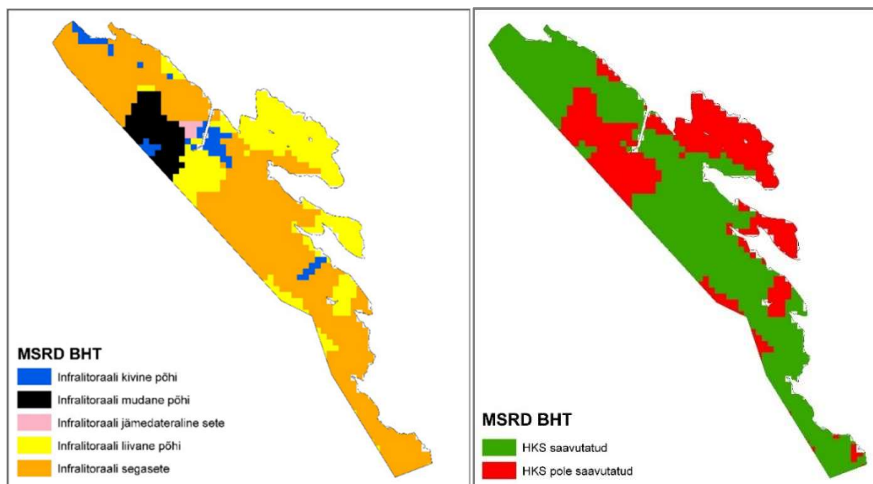 MSRD BHT
Infralitoraali kivine põhi
Infralitoraali mudane põhi
Infralitoraali jämedateraline sete
Infralitoraali liivane põhi
Infralitoraali segasete
MSRD BHT
HKS saavutatud
HKS pole saavutatud